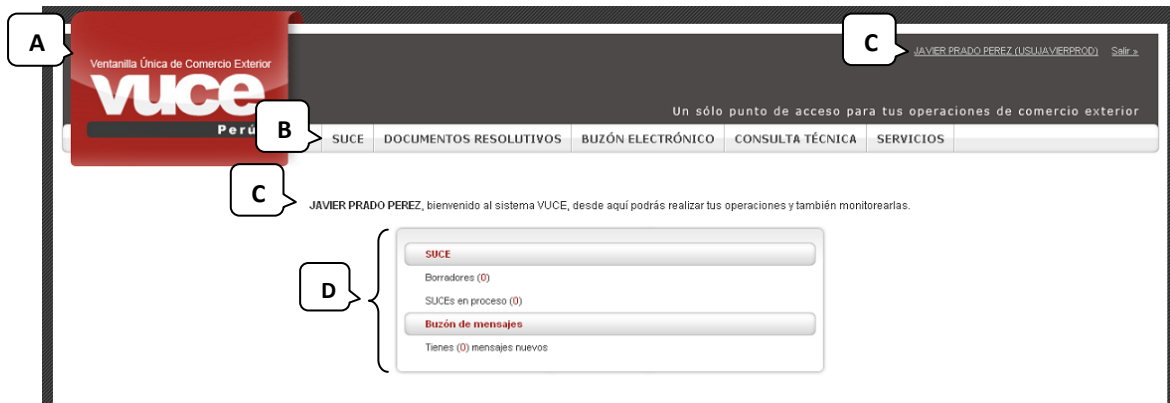 A
C
JAVIER PRADO PEREZ (USUJAVIERPROD) Salir »
Ventanilla Única de Comercio Exterior
vuce
Perú
Un sólo punto de acceso para tus operaciones de comercio exterior
B
SUCE DOCUMENTOS RESOLUTIVOS BUZÓN ELECTRÓNICO CONSULTA TÉCNICA SERVICIOS
C
JAVIER PRADO PEREZ, bienvenido al sistema VUCE, desde aquí podrás realizar tus operaciones y también monitorearlas.
D
SUCE
Borradores (0)
SUCEs en proceso (0)
Buzón de mensajes
Tienes (0) mensajes nuevos